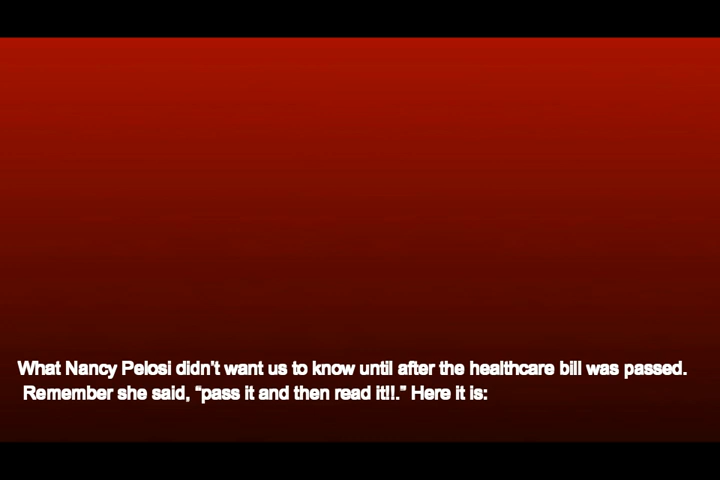 What Nancy Pelosi didn't want us to know until after the healthcare bill was passed.
Remember she said, “pass it and then read it!!.” Here it is: